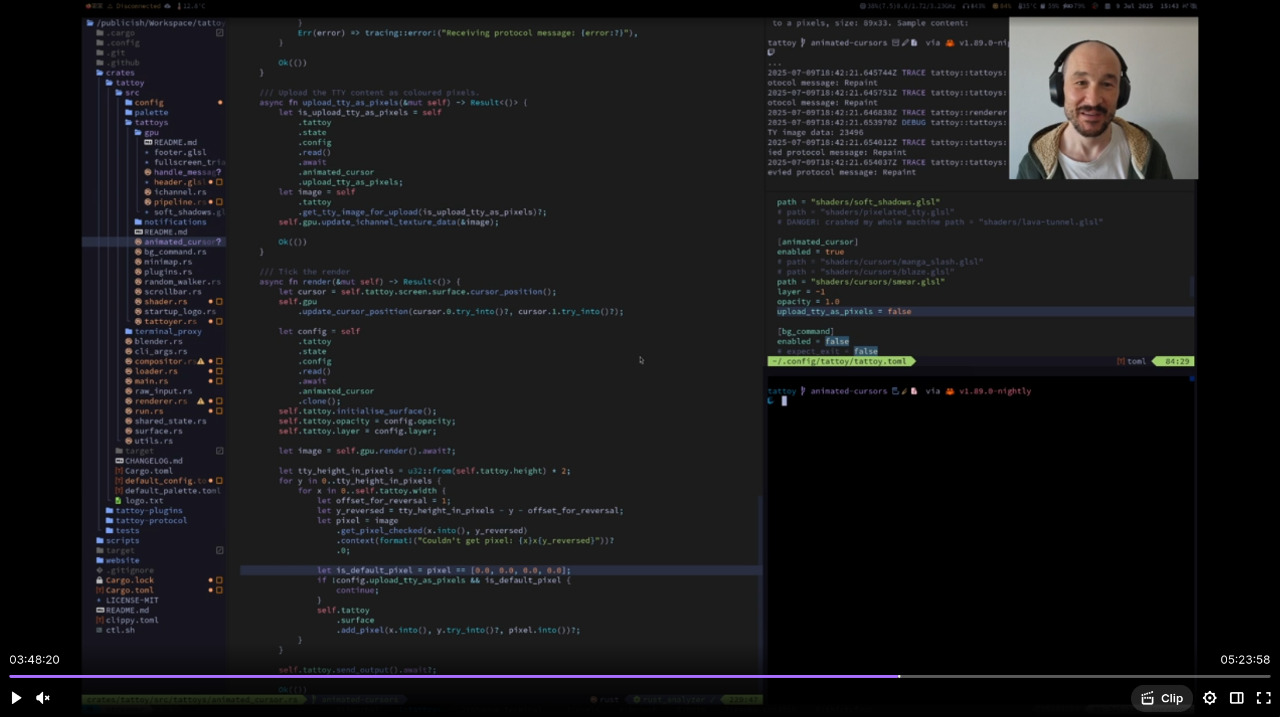 Disconnected
12.8°C
9 Jul 2025
15:43
/publicish/Workspace/tattoy
.cargo
.config
.git
.github
crates
tattoy
src
config
palette
tattoys
gpu
README.md
footer.glsl
fullscreen_tria
handle_messag?
header.gls
ichannel.rs
pipeline.rs
soft_shadows.gl
notifications
README.md
animated_cursor?
bg_command.rs
minimap.rs
plugins.rs
random_walker.rs
scrollbar.rs
shader.rs
startup_logo.rs
tattoyer.rs
terminal_proxy
blender.rs
cli_args.rs
compositor.rs
loader.rs
main.rs
raw_input.rs
renderer.rs
run.rs
shared_state.rs
surface.rs
utils.rs
target
CHANGELOG.md
Cargo.toml
default_config.to
default_palette.toml
logo.txt
tattoy-plugins
tattoy-protocol
tests
scripts
target
website
.gitignore
Cargo.lock
Cargo.toml
LICENSE-MIT
README.md
clippy.toml
ctl.sh
Err(error) => tracing::error!("Receiving protocol message: {error:?}"),
}
Ok(())
}
/// Upload the TTY content as coloured pixels.
async fn upload_tty_as_pixels(&mut self) -> Result<()> {
let is_upload_tty_as_pixels = self
.tattoy
.state
.config
.read()
.await
.animated_cursor
.upload_tty_as_pixels;
let image = self
.tattoy
.get_tty_image_for_upload(is_upload_tty_as_pixels)?;
self.gpu.update_ichannel_texture_data(&image);
Ok(())
}
/// Tick the render
async fn render(&mut self) -> Result<()> {
let cursor = self.tattoy.screen.surface.cursor_position();
self.gpu
.update_cursor_position(cursor.0.try_into()?, cursor.1.try_into()?);
let config = self
.tattoy
.state
.config
.read()
.await
.animated_cursor
.clone();
self.tattoy.initialise_surface();
self.tattoy.opacity = config.opacity;
self.tattoy.layer = config.layer;
let image = self.gpu.render().await?;
let tty_height_in_pixels = u32::from(self.tattoy.height) * 2;
for y in 0..tty_height_in_pixels {
for x in 0..self.tattoy.width {
let offset_for_reversal = 1;
let y_reversed = tty_height_in_pixels - y - offset_for_reversal;
let pixel = image
.get_pixel_checked(x.into(), y_reversed)
.context(format!("Couldn't get pixel: {x}x{y_reversed}"))?
.0;
let is_default_pixel = pixel == [0.0, 0.0, 0.0, 0.0];
if !config.upload_tty_as_pixels && is_default_pixel {
continue;
}
self.tattoy
.surface
.add_pixel(x.into(), y.try_into()?, pixel.into())?;
}
}
self.tattoy.send_output().await?;
Ok(())
crates/tattoy/src/tattoys/animated_cursor.rs
animated-cursors
rust
rust_analyzer
to a pixels, size: 89x33. Sample content:
tattoy animated-cursors via v1.89.0-nig
...
2025-07-09T18:42:21.645744Z TRACE tattoy::tattoys:
otocol message: Repaint
2025-07-09T18:42:21.645751Z TRACE tattoy::tattoys:
otocol message: Repaint
2025-07-09T18:42:21.646838Z TRACE tattoy::renderer
2025-07-09T18:42:21.653970Z DEBUG tattoy::tattoys:
TY image data: 23496
2025-07-09T18:42:21.654012Z TRACE tattoy::tattoys:
ied protocol message: Repaint
2025-07-09T18:42:21.654037Z TRACE tattoy::tattoys:
evied protocol message: Repaint
path = "shaders/soft_shadows.glsl"
# path = "shaders/pixelated_tty.glsl"
# DANGER: crashed my whole machine path = "shaders/lava-tunnel.glsl"
[animated_cursor]
enabled = true
# path = "shaders/cursors/manga_slash.glsl"
# path = "shaders/cursors/blaze.glsl"
path = "shaders/cursors/smear.glsl"
layer = -1
opacity = 1.0
upload_tty_as_pixels = false
[bg_command]
enabled = false
# expect_exit = false
~/.config/tattoy/tattoy.toml
toml
84:29
tattoy animated-cursors via v1.89.0-nightly
03:48:20
05:23:58
Clip